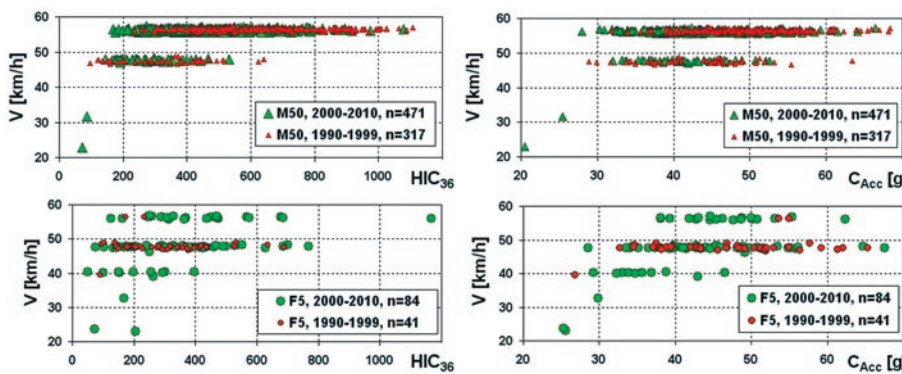 V [km/h]
60
50
40
30
20
M50, 2000-2010, n=471
M50, 1990-1999, n=317
0 200 400 600 800 1000
HIC36
V [km/h]
60
50
40
30
20
M50, 2000-2010, n=471
M50, 1990-1999, n=317
20 30 40 50 60
CAcc [g]
V [km/h]
60
50
40
30
20
F5, 2000-2010, n=84
F5, 1990-1999, n=41
0 200 400 600 800 1000
HIC36
V [km/h]
60
50
40
30
20
F5, 2000-2010, n=84
F5, 1990-1999, n=41
20 30 40 50 60
CAcc [g]